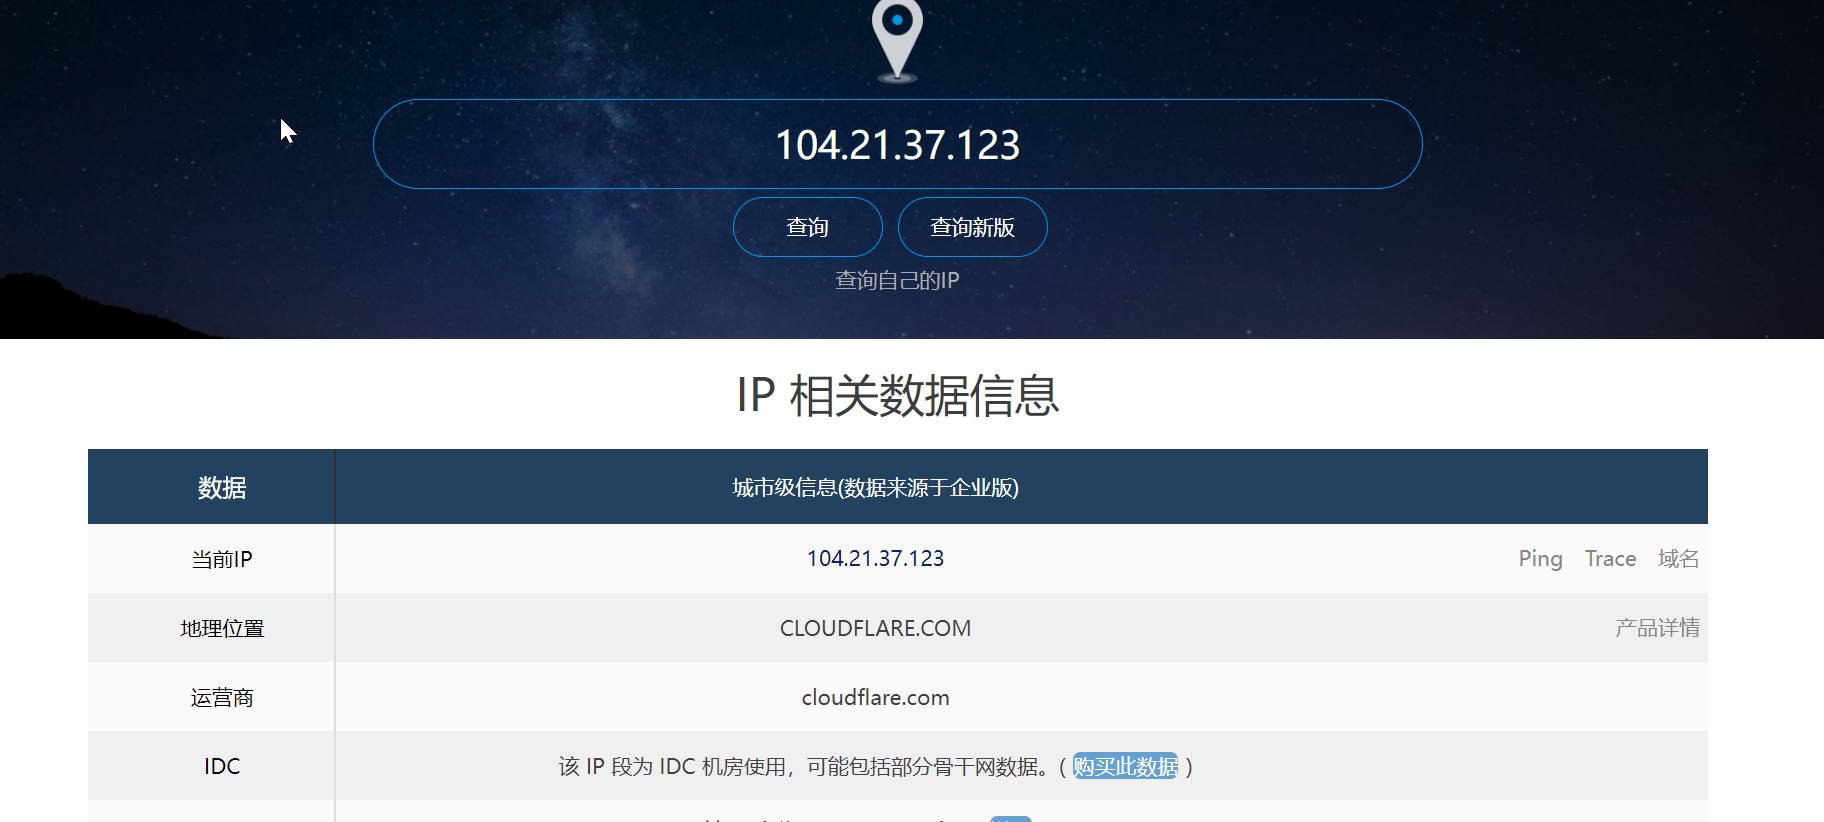 104.21.37.123
查询 查询新版
查询自己的IP
IP 相关数据信息
数据 城市级信息(数据来源于企业版)
当前IP 104.21.37.123 Ping Trace 域名
地理位置 CLOUDFLARE.COM 产品详情
运营商 cloudflare.com
IDC 该 IP 段为 IDC 机房使用，可能包括部分骨干网数据。( 购买此数据 )